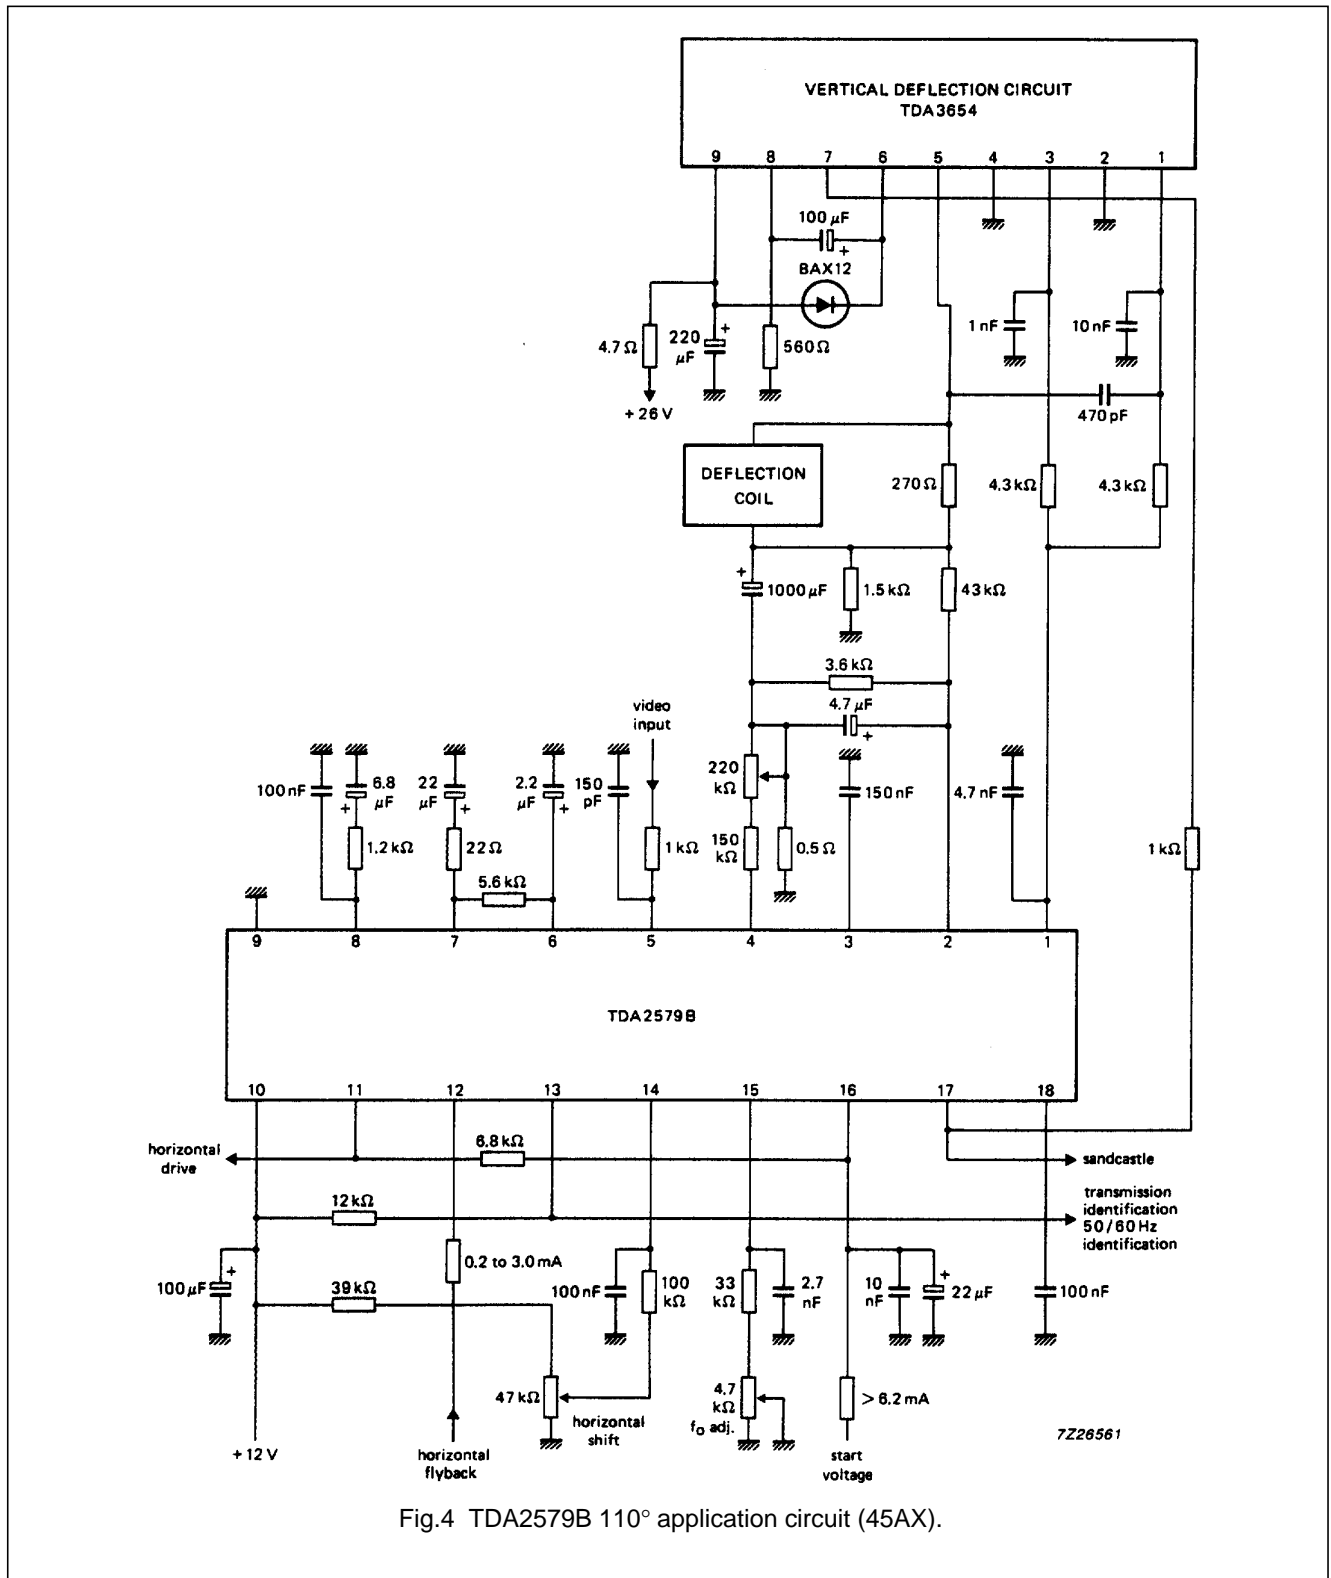 VERTICAL DEFLECTION CIRCUIT
TDA3654
9 8 7 6 5 4 3 2 1
100 µF
+
BAX12
1 nF
10 nF
4.7 Ω
220 µF
+
560 Ω
+ 26 V
470 pF
DEFLECTION
COIL
270 Ω
4.3 kΩ
4.3 kΩ
+
1000 µF
1.5 kΩ
43 kΩ
3.6 kΩ
4.7 µF
+
video
input
100 nF
6.8 µF
+
22 µF
+
2.2 µF
+
150 pF
220 kΩ
150 nF
4.7 nF
1.2 kΩ
22 Ω
1 kΩ
150 kΩ
0.5 Ω
1 kΩ
5.6 kΩ
9 8 7 6 5 4 3 2 1
TDA2579B
10 11 12 13 14 15 16 17 18
horizontal
drive
6.8 kΩ
sandcastle
12 kΩ
transmission
identification
50 / 60 Hz
identification
100 µF
+
0.2 to 3.0 mA
39 kΩ
100 nF
100 kΩ
33 kΩ
2.7 nF
10 nF
+
22 µF
100 nF
47 kΩ
horizontal
shift
4.7 kΩ
fo adj.
> 6.2 mA
+ 12 V
horizontal
flyback
start
voltage
7Z26561
Fig.4 TDA2579B 110° application circuit (45AX).